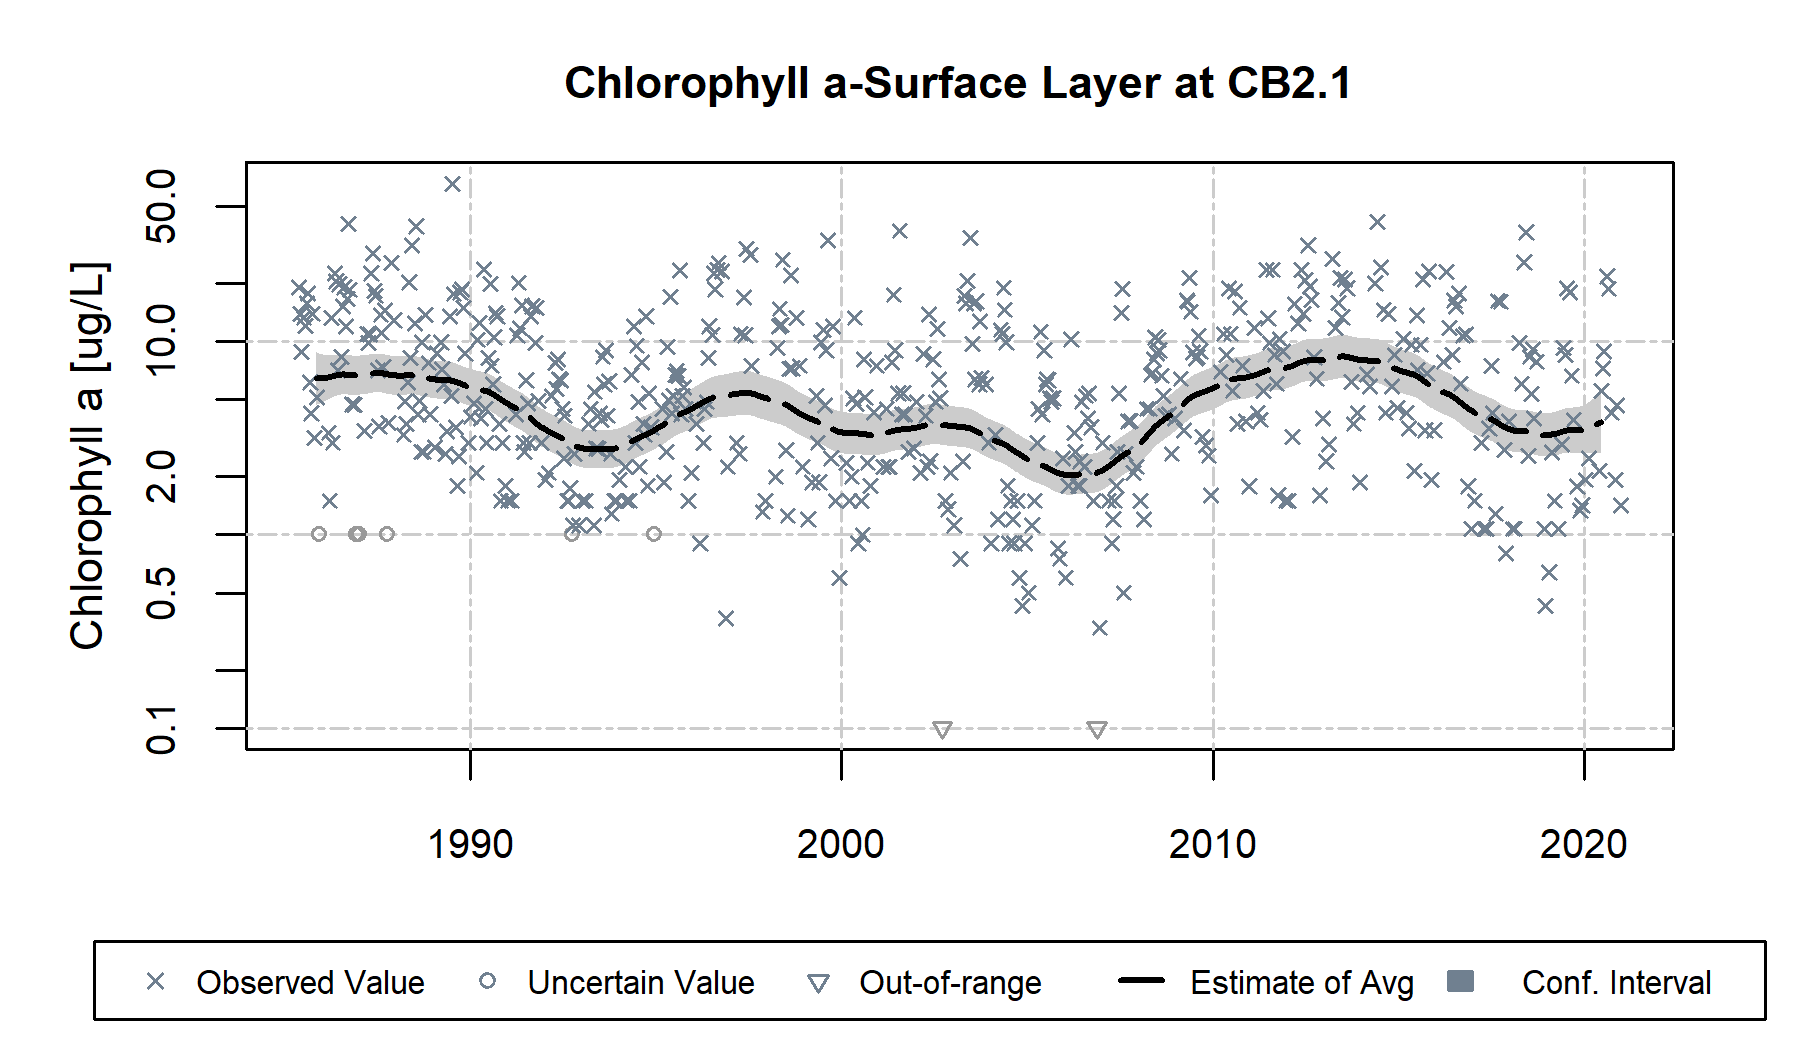 Chlorophyll a-Surface Layer at CB2.1
Chlorophyll a [ug/L]
50.0
10.0
2.0
0.5
0.1
1990 2000 2010 2020
Observed Value Uncertain Value Out-of-range Estimate of Avg Conf. Interval